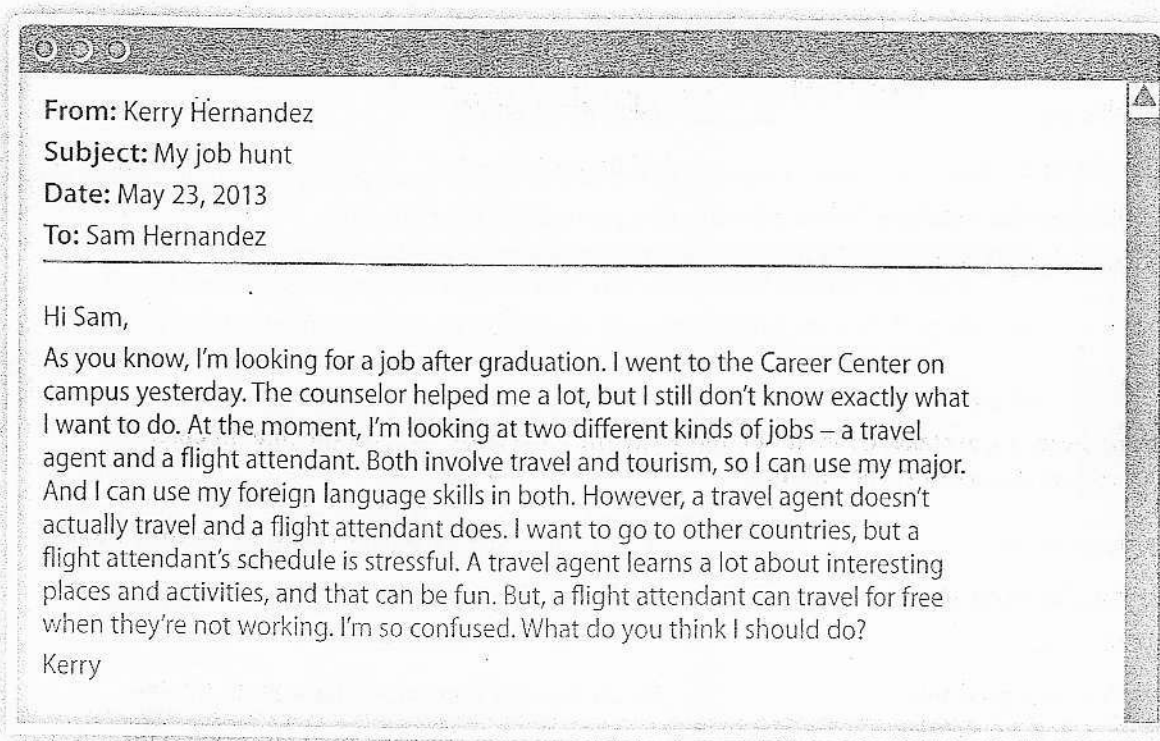 From: Kerry Hernandez
Subject: My job hunt
Date: May 23, 2013
To: Sam Hernandez
Hi Sam,
As you know, I'm looking for a job after graduation. I went to the Career Center on
campus yesterday. The counselor helped me a lot, but I still don't know exactly what
I want to do. At the moment, I'm looking at two different kinds of jobs – a travel
agent and a flight attendant. Both involve travel and tourism, so I can use my major.
And I can use my foreign language skills in both. However, a travel agent doesn't
actually travel and a flight attendant does. I want to go to other countries, but a
flight attendant's schedule is stressful. A travel agent learns a lot about interesting
places and activities, and that can be fun. But, a flight attendant can travel for free
when they're not working. I'm so confused. What do you think I should do?
Kerry